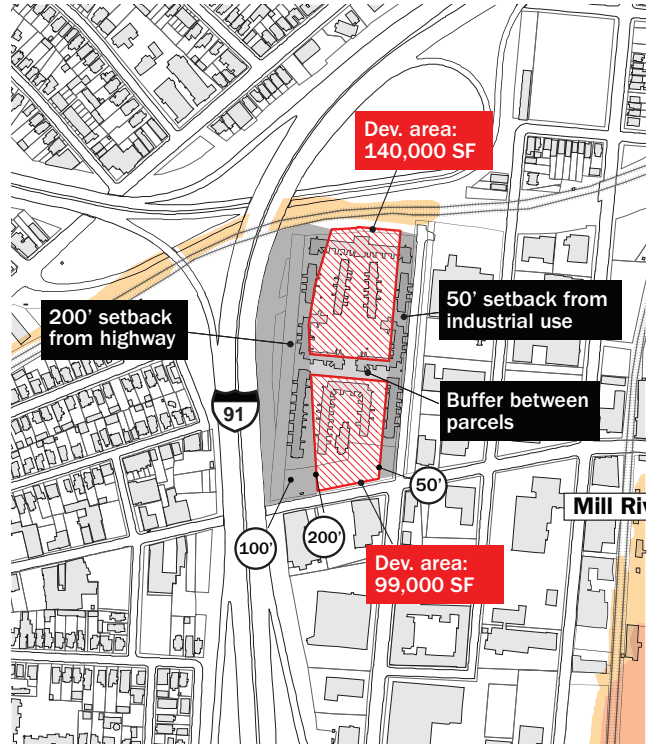 Dev. area:
140,000 SF
200’ setback
from highway
50’ setback from
industrial use
91
Buffer between
parcels
50’
Mill Riv
100’
200’
Dev. area:
99,000 SF